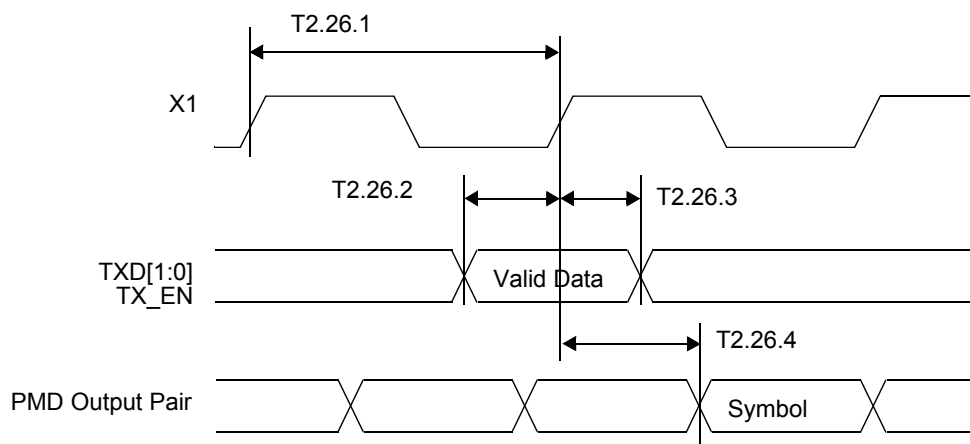 T2.26.1
X1
T2.26.2
T2.26.3
TXD[1:0]
TX_EN
Valid Data
T2.26.4
PMD Output Pair
Symbol